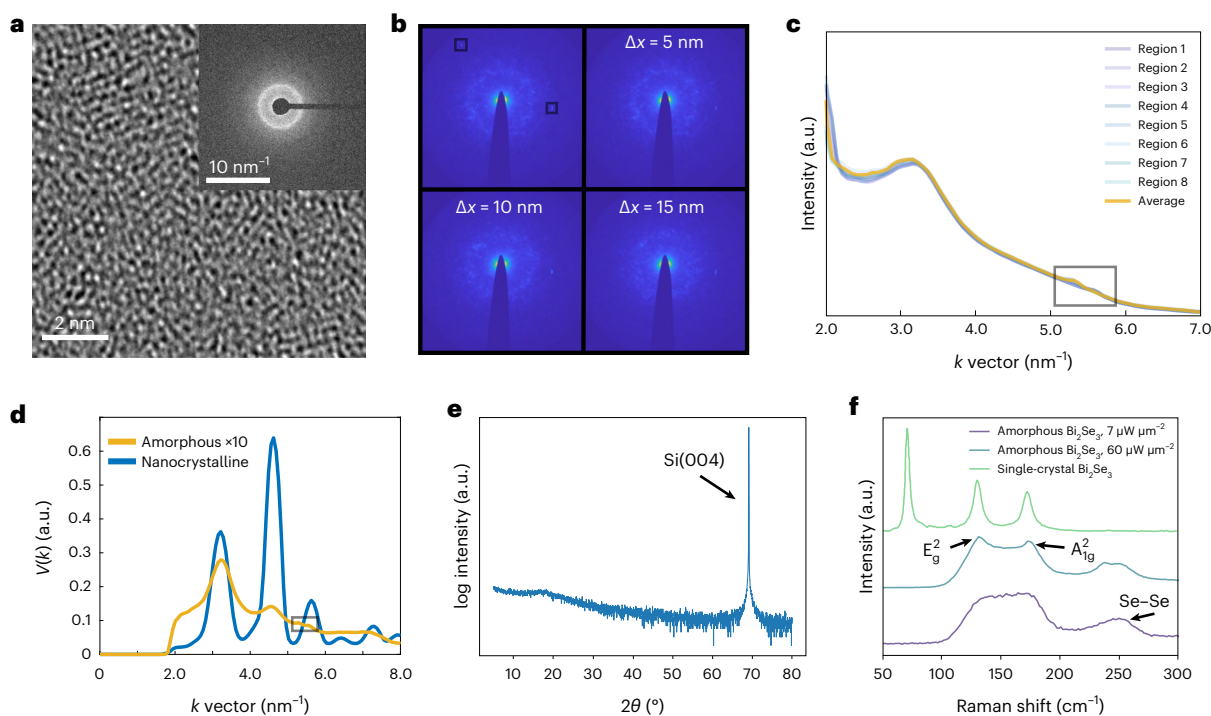 a
10 nm⁻¹
2 nm
b
Δx = 5 nm
Δx = 10 nm
Δx = 15 nm
c
Intensity (a.u.)
Region 1
Region 2
Region 3
Region 4
Region 5
Region 6
Region 7
Region 8
Average
2.0 3.0 4.0 5.0 6.0 7.0
k vector (nm⁻¹)
d
V(k) (a.u.)
0.6
0.5
0.4
0.3
0.2
0.1
0
Amorphous ×10
Nanocrystalline
0 2.0 4.0 6.0 8.0
k vector (nm⁻¹)
e
log intensity (a.u.)
Si(004)
10 20 30 40 50 60 70 80
2θ (°)
f
Intensity (a.u.)
Amorphous Bi₂Se₃, 7 μW μm⁻²
Amorphous Bi₂Se₃, 60 μW μm⁻²
Single-crystal Bi₂Se₃
E²g
A²1g
Se–Se
50 100 150 200 250 300
Raman shift (cm⁻¹)